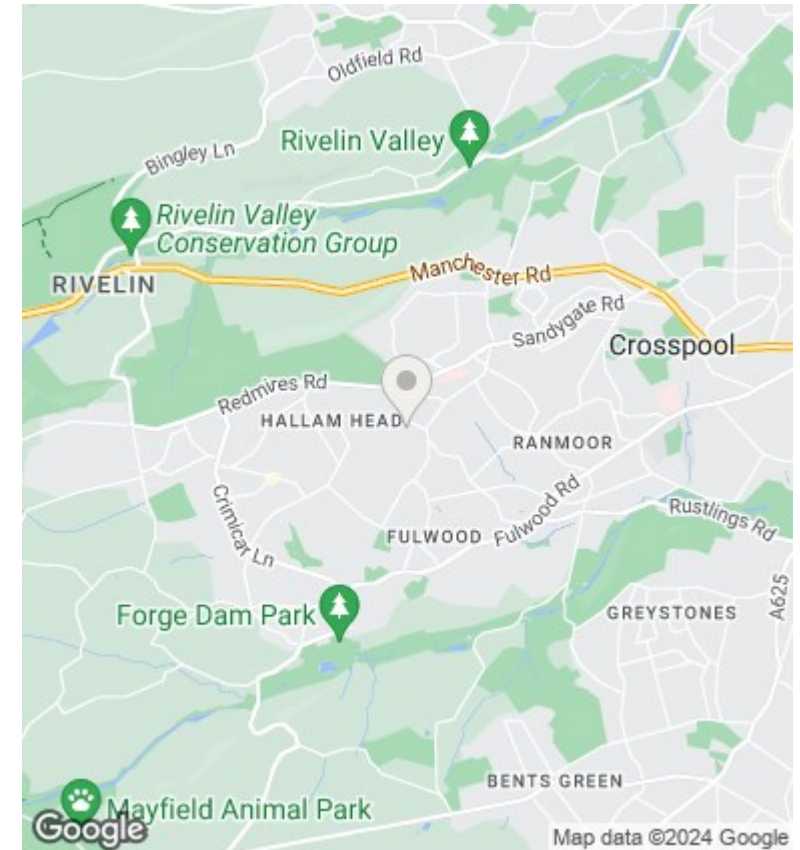 Oldfield Rd
Rivelin Valley
Bingley Ln
Rivelin Valley
Conservation Group
Manchester Rd
RIVELIN
Sandygate Rd
Crosspool
Redmires Rd
HALLAM HEAD
RANMOOR
Crimicar Ln
Rustlings Rd
FULWOOD
Fulwood Rd
A625
Forge Dam Park
GREYSTONES
BENTS GREEN
Mayfield Animal Park
Google
Map data ©2024 Google